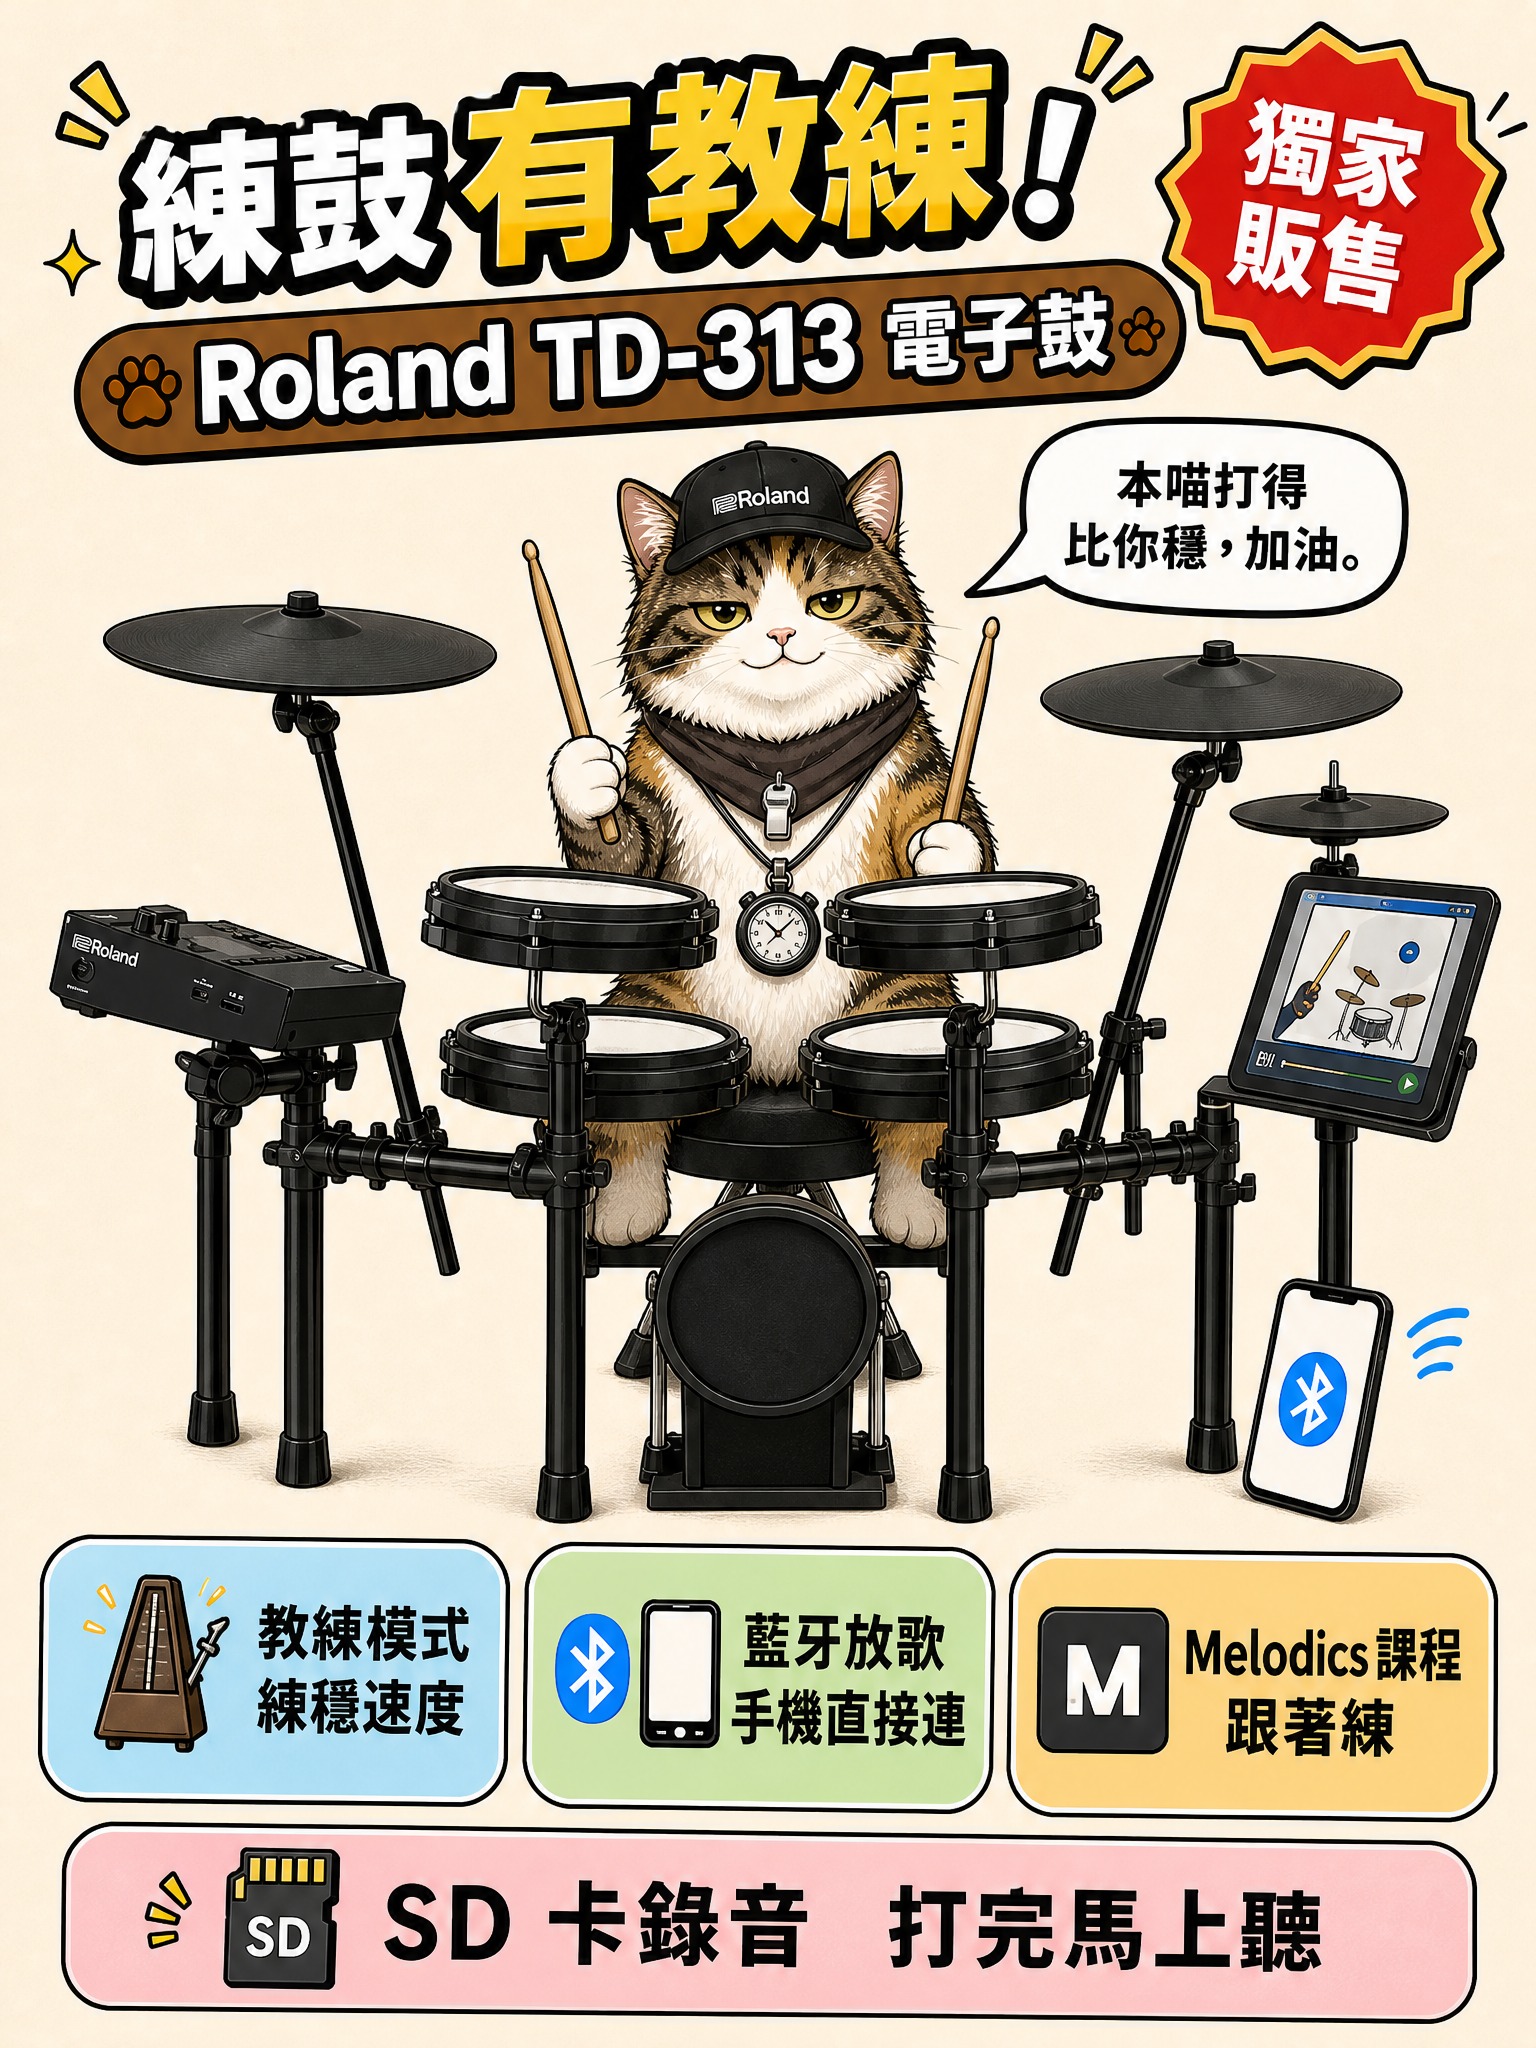 練鼓有教練!
獨家
販售
Roland TD-313 電子鼓
Roland
本喵打得
比你穩,加油。
Roland
教練模式
練穩速度
藍牙放歌
手機直接連
M
Melodics 課程
跟著練
SD
SD 卡錄音 打完馬上聽